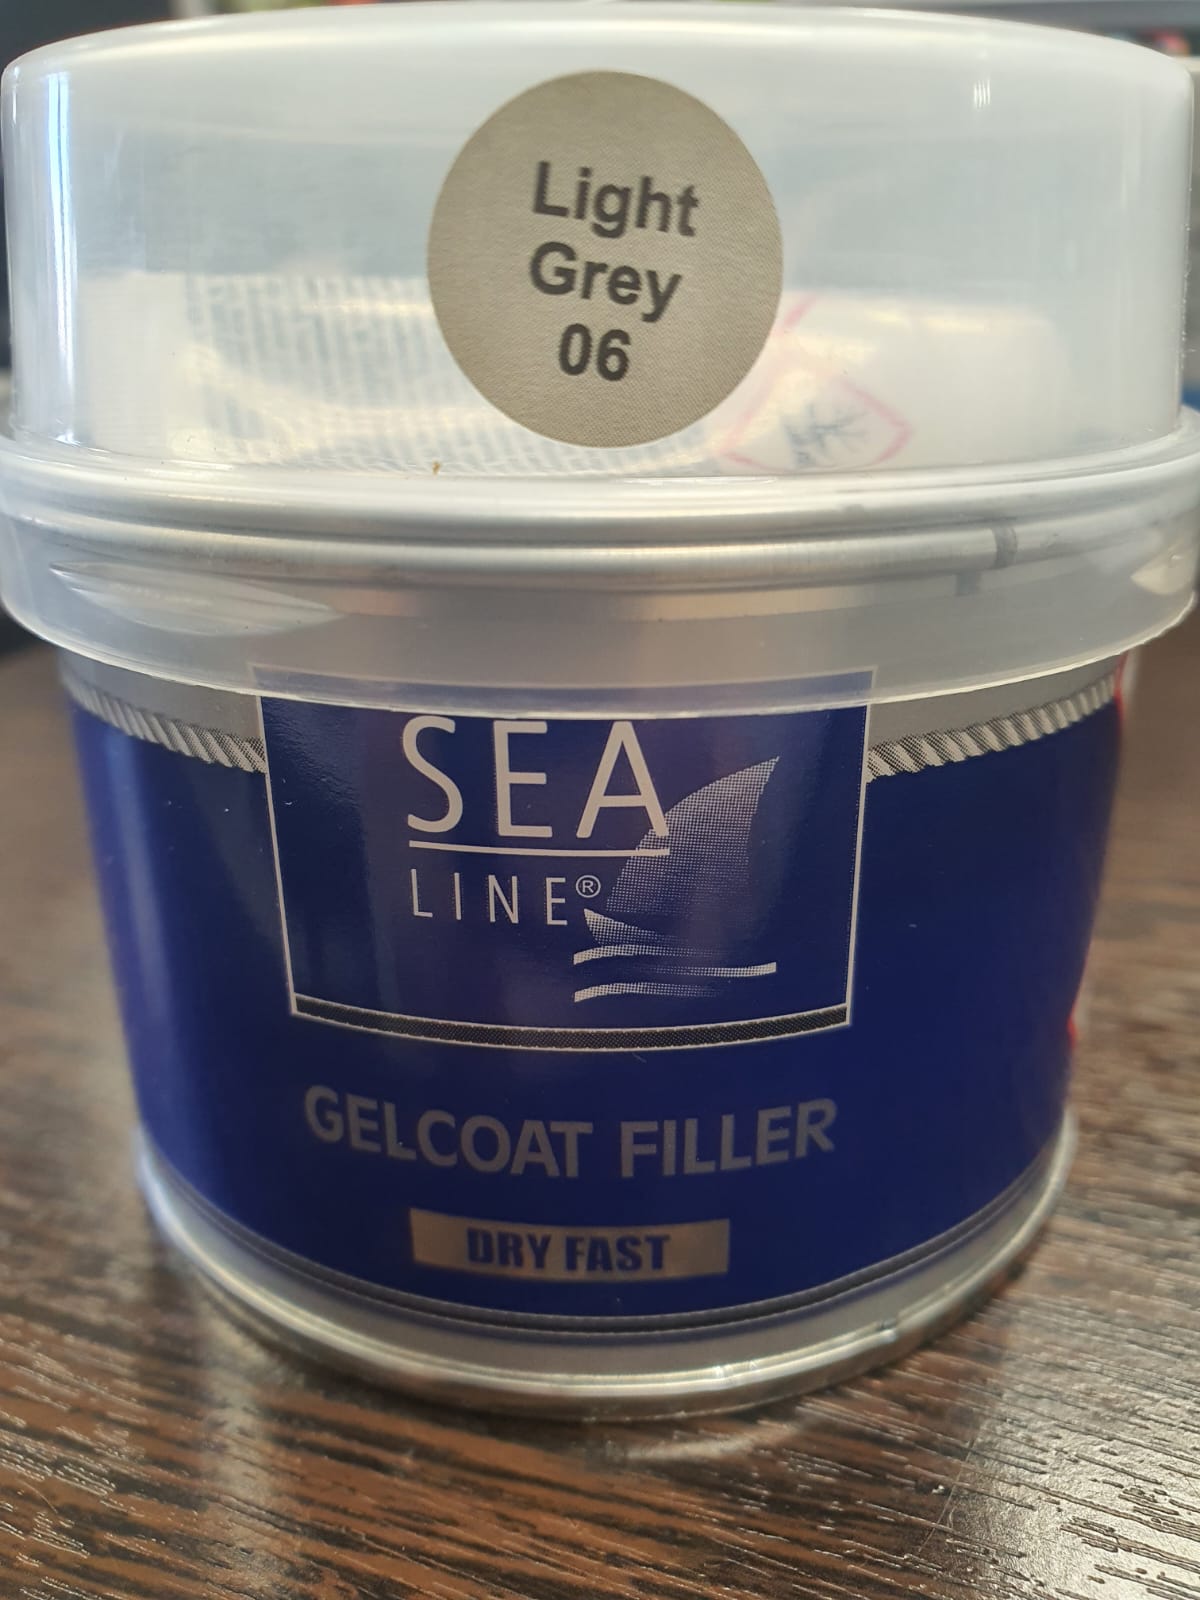 Light
Grey
06
SEA
LINE®
GELCOAT FILLER
DRY FAST